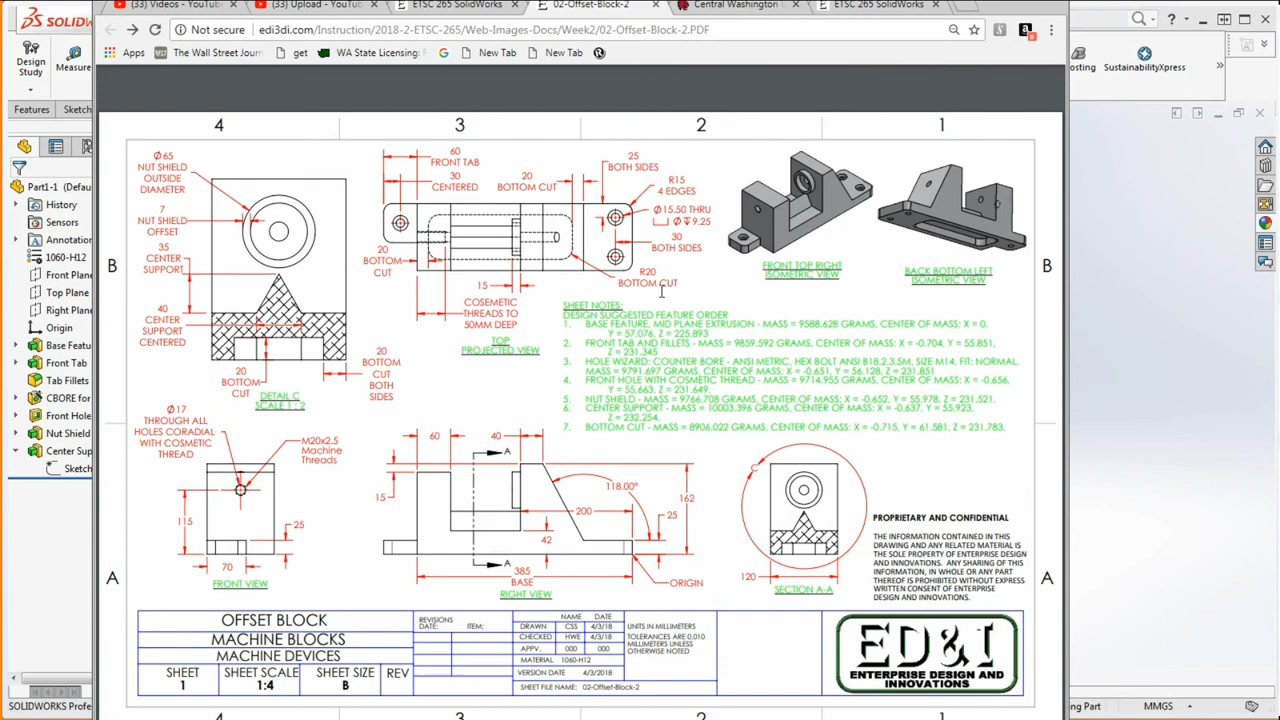 (33) Videos - YouTube
(33) Upload - YouTube
ETSC 265 SolidWorks
02-Offset-Block-2
Central Washington U
ETSC 265 SolidWorks
SOLID
Not secure
edi3di.com/Instruction/2018-2-ETSC-265/Web-Images-Docs/Week2/02-Offset-Block-2.PDF
Apps
The Wall Street Journ
get
WA State Licensing:
New Tab
New Tab
Design
Study
Measure
osting
SustainabilityXpress
Features
Sketch
Part1-1 (Defau
History
Sensors
Annotation
1060-H12
Front Plane
Top Plane
Right Plane
Origin
Base Featu
Front Tab
Tab Fillets
CBORE for
Front Hole
Nut Shield
Center Sup
Sketch
4
3
2
1
B
B
A
A
Ø65
NUT SHIELD
OUTSIDE
DIAMETER
7
NUT SHIELD
OFFSET
35
CENTER
SUPPORT
40
CENTER
SUPPORT
CENTERED
20
BOTTOM
CUT
20
BOTTOM
CUT
BOTH
SIDES
DETAIL C
SCALE 1 : 2
60
FRONT TAB
30
CENTERED
20
BOTTOM CUT
25
BOTH SIDES
R15
4 EDGES
Ø15.50 THRU
9.25
30
BOTH SIDES
20
BOTTOM
CUT
R20
BOTTOM CUT
15
COSEMETIC
THREADS TO
50MM DEEP
TOP
PROJECTED VIEW
FRONT TOP RIGHT
ISOMETRIC VIEW
BACK BOTTOM LEFT
ISOMETRIC VIEW
SHEET NOTES:
DESIGN SUGGESTED FEATURE ORDER
1. BASE FEATURE, MID PLANE EXTRUSION - MASS = 9588.628 GRAMS, CENTER OF MASS: X = 0,
Y = 57.076, Z = 225.893
2. FRONT TAB AND FILLETS - MASS = 9859.592 GRAMS, CENTER OF MASS: X = -0.704, Y = 55.851,
Z = 231.345
3. HOLE WIZARD: COUNTER BORE - ANSI METRIC, HEX BOLT ANSI B18.2.3.5M, SIZE M14, FIT: NORMAL.
MASS = 9791.697 GRAMS, CENTER OF MASS: X = -0.651, Y = 56.128, Z = 231.851
4. FRONT HOLE WITH COSMETIC THREAD - MASS = 9714.955 GRAMS, CENTER OF MASS: X = -0.656,
Y = 55.663, Z = 231.649.
5. NUT SHIELD - MASS = 9766.708 GRAMS, CENTER OF MASS: X = -0.652, Y = 55.978, Z = 231.521.
6. CENTER SUPPORT - MASS = 10003.396 GRAMS, CENTER OF MASS: X = -0.637, Y = 55.923,
Z = 232.254.
7. BOTTOM CUT - MASS = 8906.022 GRAMS, CENTER OF MASS: X = -0.715, Y = 61.581, Z = 231.783.
Ø17
THROUGH ALL
HOLES CORADIAL
WITH COSMETIC
THREAD
M20x2.5
Machine
Threads
115
25
70
FRONT VIEW
60
40
A
15
118.00°
200
162
25
42
A
385
BASE
ORIGIN
RIGHT VIEW
C
120
SECTION A-A
PROPRIETARY AND CONFIDENTIAL
THE INFORMATION CONTAINED IN THIS
DRAWING AND ANY RELATED MATERIAL IS
THE SOLE PROPERTY OF ENTERPRISE DESIGN
AND INNOVATIONS. ANY SHARING OF THIS
INFORMATION, IN WHOLE OR ANY PART
THEREOF IS PROHIBITED WITHOUT EXPRESS
WRITTEN CONSENT OF ENTERPRISE
DESIGN AND INNOVATIONS.
OFFSET BLOCK
MACHINE BLOCKS
MACHINE DEVICES
SHEET
1
SHEET SCALE
1:4
SHEET SIZE
B
REV
REVISIONS
DATE: ITEM:
NAME DATE
DRAWN CSS 4/3/18
CHECKED HWE 4/3/18
APPV. 000 000
MATERIAL 1060-H12
VERSION DATE 4/3/2018
SHEET FILE NAME: 02-Offset-Block-2
UNITS IN MILLIMETERS
TOLERANCES ARE 0.010
MILLIMETERS UNLESS
OTHERWISE NOTED
ED&I
ENTERPRISE DESIGN AND
INNOVATIONS
4
3
2
1
SOLIDWORKS Profe
ng Part
MMGS